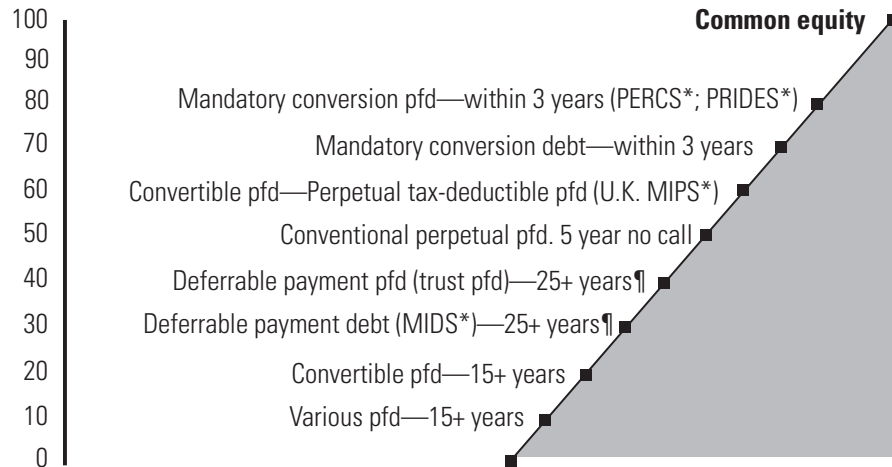 100 Common equity
90
80 Mandatory conversion pfd—within 3 years (PERCS*; PRIDES*)
70 Mandatory conversion debt—within 3 years
60 Convertible pfd—Perpetual tax-deductible pfd (U.K. MIPS*)
50 Conventional perpetual pfd. 5 year no call
40 Deferrable payment pfd (trust pfd)—25+ years¶
30 Deferrable payment debt (MIDS*)—25+ years¶
20 Convertible pfd—15+ years
10 Various pfd—15+ years
0